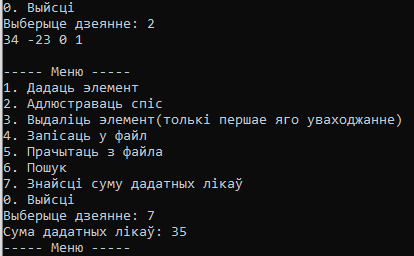 0. Выйсці
Выберыце дзеянне: 2
34 -23 0 1
----- Меню -----
1. Дадаць элемент
2. Адлюстраваць спіс
3. Выдаліць элемент(толькі першае яго уваходжанне)
4. Запісаць у файл
5. Прачытаць з файла
6. Пошук
7. Знайсці суму дадатных лікаў
0. Выйсці
Выберыце дзеянне: 7
Сума дадатных лікаў: 35
----- Меню -----